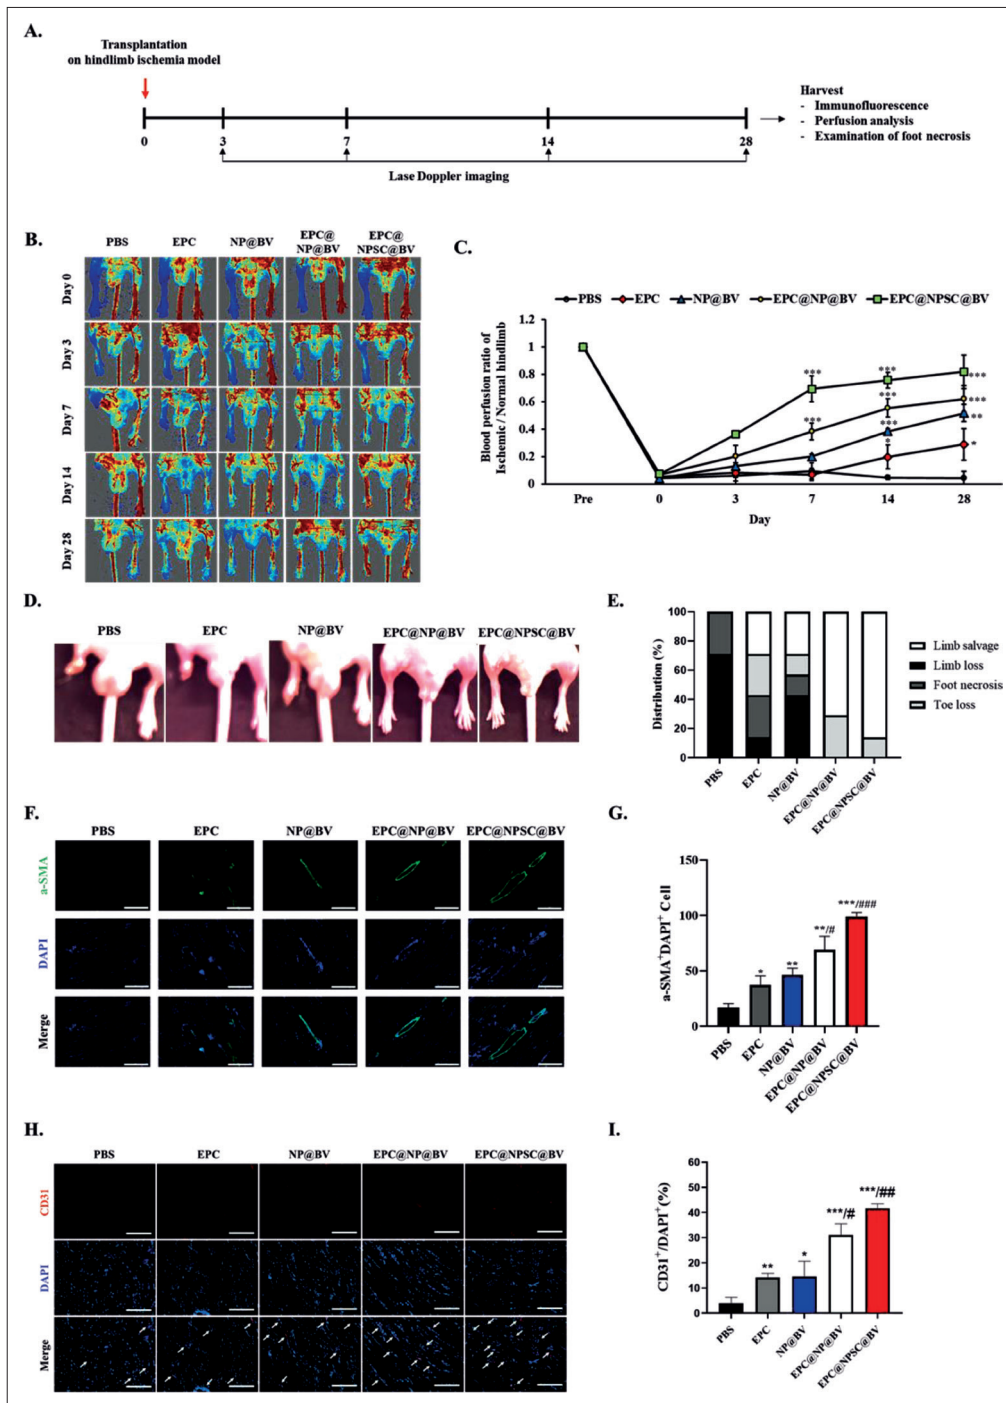 A.
Transplantation
on hindlimb ischemia model
Harvest
- Immunofluorescence
- Perfusion analysis
- Examination of foot necrosis
0 3 7 14 28
Lase Doppler imaging
B.
PBS EPC NP@BV EPC@NP@BV EPC@NPSC@BV
Day 0
Day 3
Day 7
Day 14
Day 28
C.
PBS EPC NP@BV EPC@NP@BV EPC@NPSC@BV
Blood perfusion ratio of
Ischemic / Normal hindlimb
1.2
1
0.8
0.6
0.4
0.2
0
*** *** *** *** *** *** *** ** * *
Pre 0 3 7 14 28
Day
D.
PBS EPC NP@BV EPC@NP@BV EPC@NPSC@BV
E.
Distribution (%)
100
80
60
40
20
0
PBS EPC NP@BV EPC@NP@BV EPC@NPSC@BV
Limb salvage
Limb loss
Foot necrosis
Toe loss
F.
PBS EPC NP@BV EPC@NP@BV EPC@NPSC@BV
a-SMA
DAPI
Merge
G.
a-SMA+DAPI+ Cell
150
100
50
0
* ** **/# ***/###
PBS EPC NP@BV EPC@NP@BV EPC@NPSC@BV
H.
PBS EPC NP@BV EPC@NP@BV EPC@NPSC@BV
CD31
DAPI
Merge
I.
CD31+/DAPI+(%)
60
50
40
30
20
10
0
** * ***/# ***/##
PBS EPC NP@BV EPC@NP@BV EPC@NPSC@BV